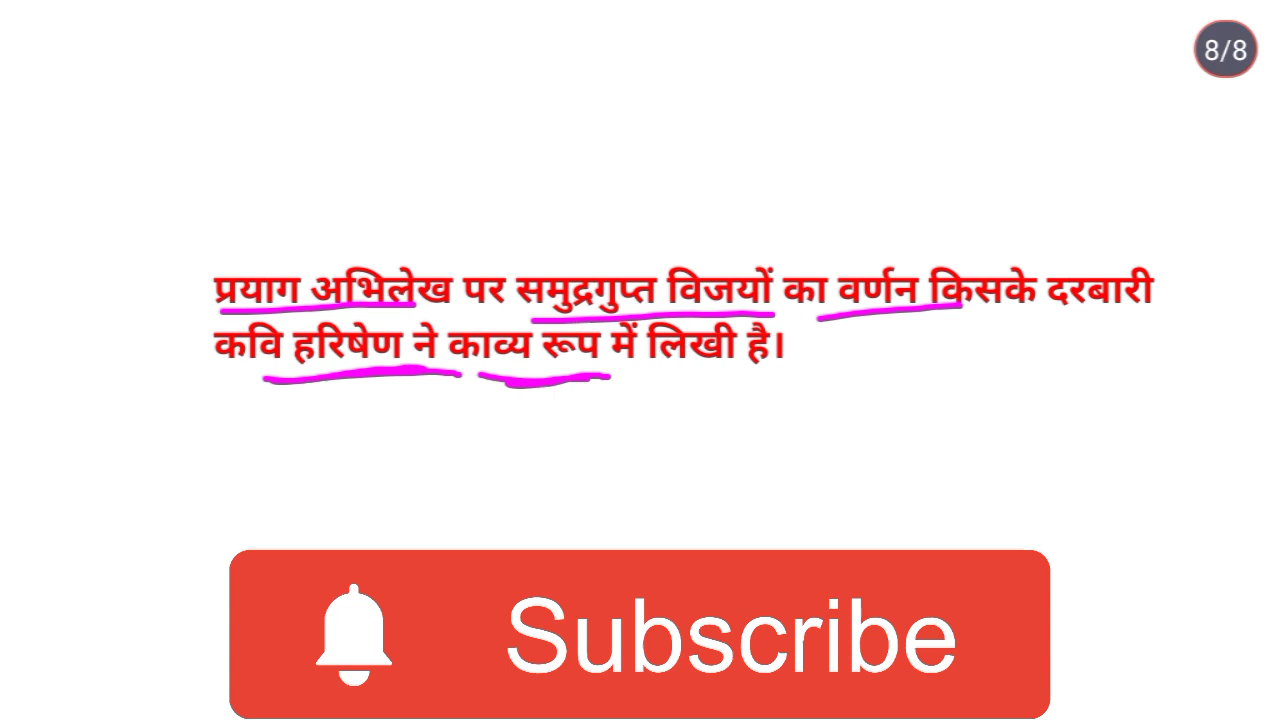 8/8
प्रयाग अभिलेख पर समुद्रगुप्त विजयों का वर्णन किसके दरबारी
कवि हरिषेण ने काव्य रूप में लिखी है।
Subscribe